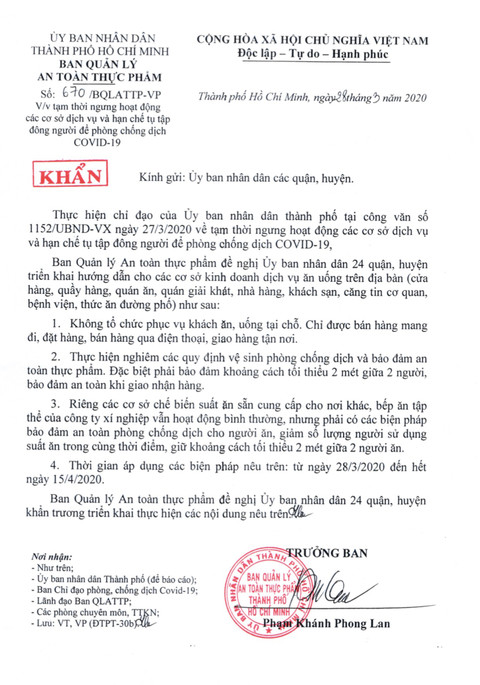 ỦY BAN NHÂN DÂN
THÀNH PHỐ HỒ CHÍ MINH
BAN QUẢN LÝ
AN TOÀN THỰC PHẨM
Số: 670 /BQLATTP-VP
V/v tạm thời ngưng hoạt động
các cơ sở dịch vụ và hạn chế tụ tập
đông người để phòng chống dịch
COVID-19
CỘNG HÒA XÃ HỘI CHỦ NGHĨA VIỆT NAM
Độc lập – Tự do – Hạnh phúc
Thành phố Hồ Chí Minh, ngày 28 tháng 3 năm 2020
KHẨN
Kính gửi: Ủy ban nhân dân các quận, huyện.
Thực hiện chỉ đạo của Ủy ban nhân dân thành phố tại công văn số
1152/UBND-VX ngày 27/3/2020 về tạm thời ngưng hoạt động các cơ sở dịch vụ
và hạn chế tụ tập đông người để phòng chống dịch COVID-19,
Ban Quản lý An toàn thực phẩm đề nghị Ủy ban nhân dân 24 quận, huyện
triển khai hướng dẫn cho các cơ sở kinh doanh dịch vụ ăn uống trên địa bàn (cửa
hàng, quầy hàng, quán ăn, quán giải khát, nhà hàng, khách sạn, căng tin cơ quan,
bệnh viện, thức ăn đường phố) như sau:
1. Không tổ chức phục vụ khách ăn, uống tại chỗ. Chỉ được bán hàng mang
đi, đặt hàng, bán hàng qua điện thoại, giao hàng tận nơi.
2. Thực hiện nghiêm các quy định vệ sinh phòng chống dịch và bảo đảm an
toàn thực phẩm. Đặc biệt phải bảo đảm khoảng cách tối thiểu 2 mét giữa 2 người,
bảo đảm an toàn khi giao nhận hàng.
3. Riêng các cơ sở chế biến suất ăn sẵn cung cấp cho nơi khác, bếp ăn tập
thể của công ty xí nghiệp vẫn hoạt động bình thường, nhưng phải có các biện pháp
bảo đảm an toàn phòng chống dịch cho người ăn, giảm số lượng người sử dụng
suất ăn trong cùng thời điểm, giữ khoảng cách tối thiểu 2 mét giữa 2 người ăn.
4. Thời gian áp dụng các biện pháp nêu trên: từ ngày 28/3/2020 đến hết
ngày 15/4/2020.
Ban Quản lý An toàn thực phẩm đề nghị Ủy ban nhân dân 24 quận, huyện
khẩn trương triển khai thực hiện các nội dung nêu trên.
Nơi nhận:
- Như trên;
- Ủy ban nhân dân Thành phố (để báo cáo);
- Ban Chỉ đạo phòng, chống dịch Covid-19;
- Lãnh đạo Ban QLATTP;
- Các phòng chuyên môn, TTKN;
- Lưu: VT, VP (ĐTPT-30b).
TRƯỞNG BAN
ỦY BAN NHÂN DÂN THÀNH PHỐ HỒ CHÍ MINH
BAN QUẢN LÝ
AN TOÀN THỰC PHẨM
THÀNH PHỐ
HỒ CHÍ MINH
Phạm Khánh Phong Lan